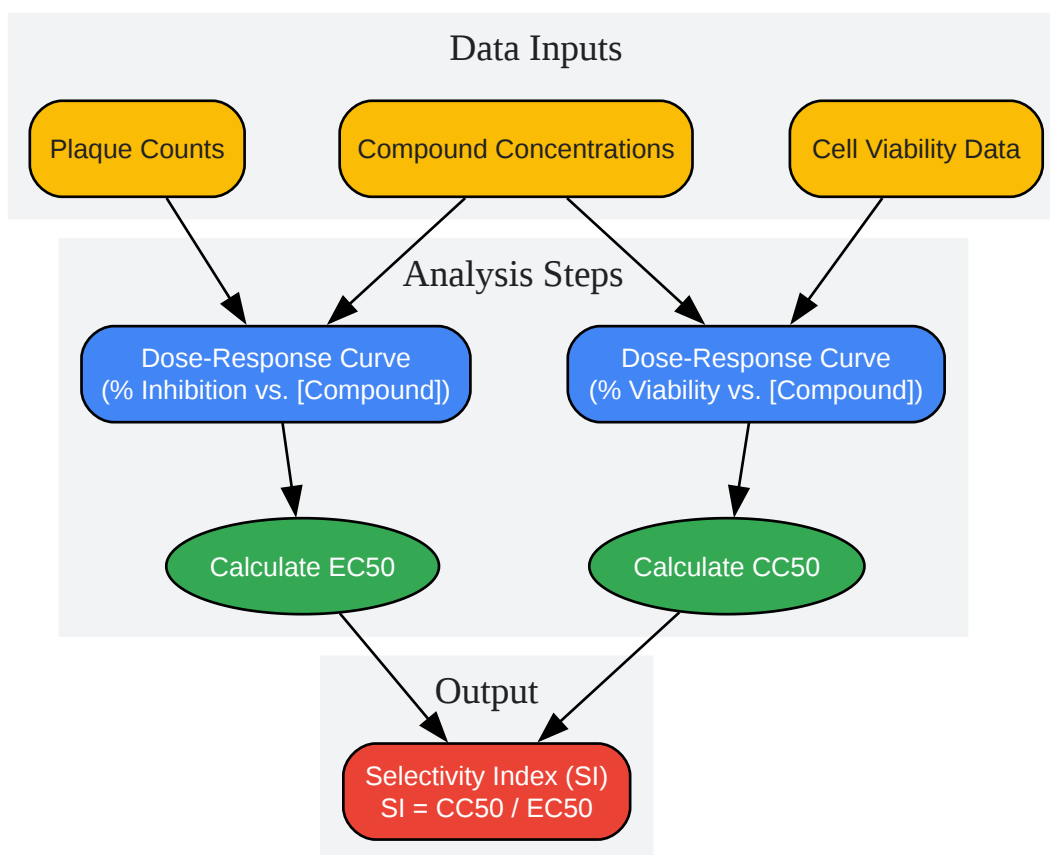 Data Inputs
Plaque Counts
Compound Concentrations
Cell Viability Data
Analysis Steps
Dose-Response Curve
(% Inhibition vs. [Compound])
Dose-Response Curve
(% Viability vs. [Compound])
Calculate EC50
Calculate CC50
Output
Selectivity Index (SI)
SI = CC50 / EC50